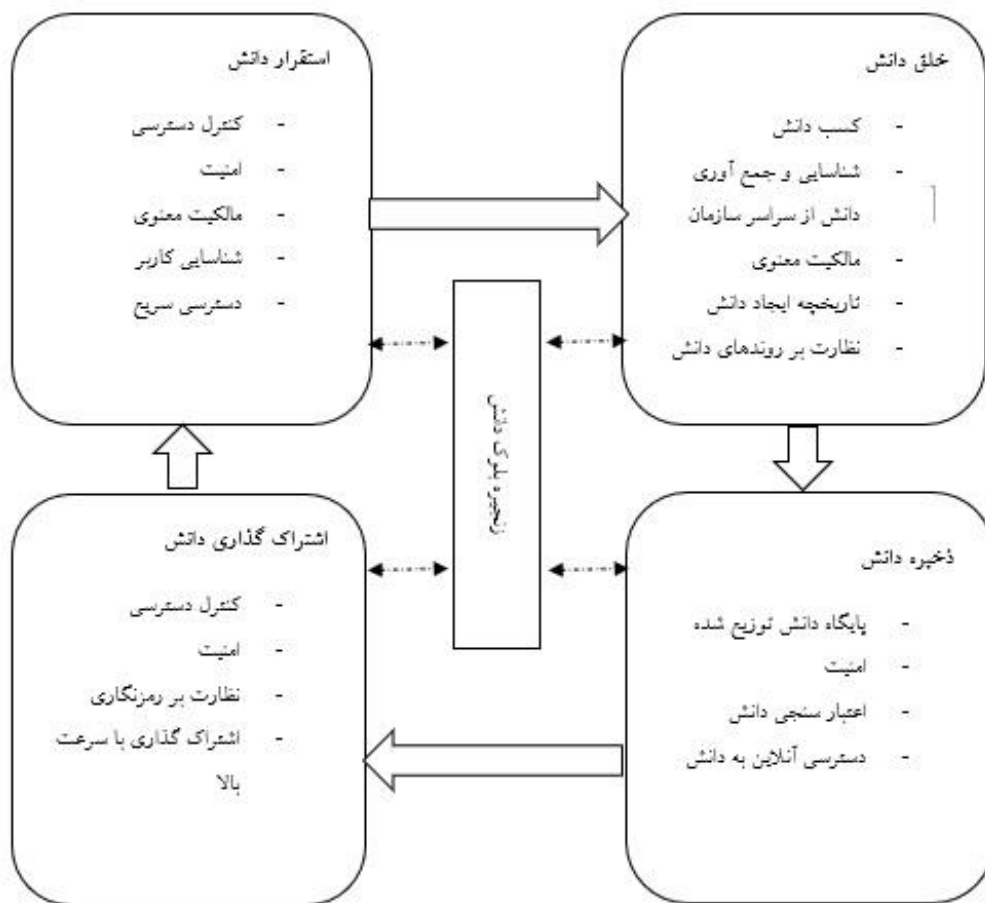 خلق دانش
- کسب دانش
- شناسایی و جمع آوری
دانش از سراسر سازمان
- مالکیت معنوی
- تاریخچه ایجاد دانش
- نظارت بر روندهای دانش
استقرار دانش
- کنترل دسترسی
- امنیت
- مالکیت معنوی
- شناسایی کاربر
- دسترسی سریع
زنجیره بلوک دانش
ذخیره دانش
- پایگاه دانش توزیع شده
- امنیت
- اعتبار سنجی دانش
- دسترسی آنلاین به دانش
اشتراک گذاری دانش
- کنترل دسترسی
- امنیت
- نظارت بر رمزنگاری
- اشتراک گذاری با سرعت
بالا